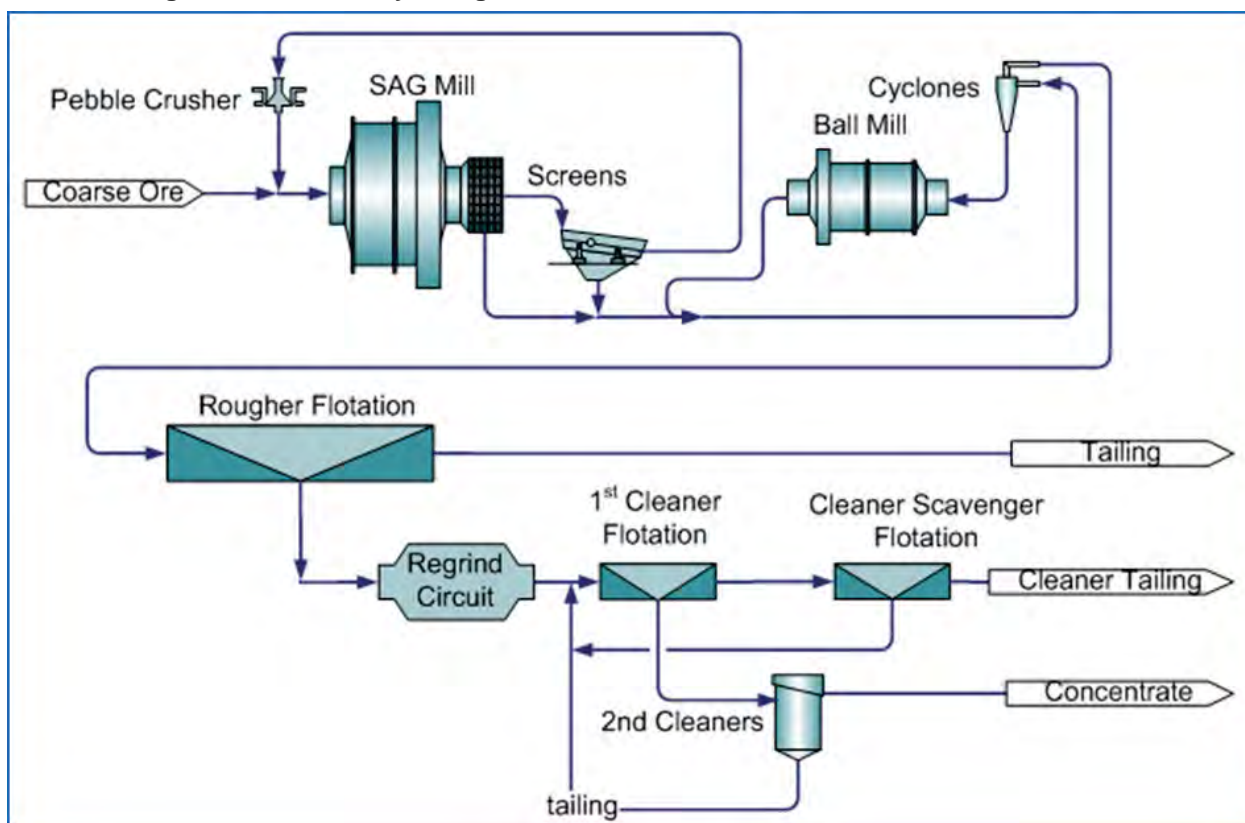 Pebble Crusher
SAG Mill
Cyclones
Ball Mill
Coarse Ore
Screens
Rougher Flotation
Tailing
1st Cleaner
Flotation
Cleaner Scavenger
Flotation
Regrind
Circuit
Cleaner Tailing
2nd Cleaners
Concentrate
tailing